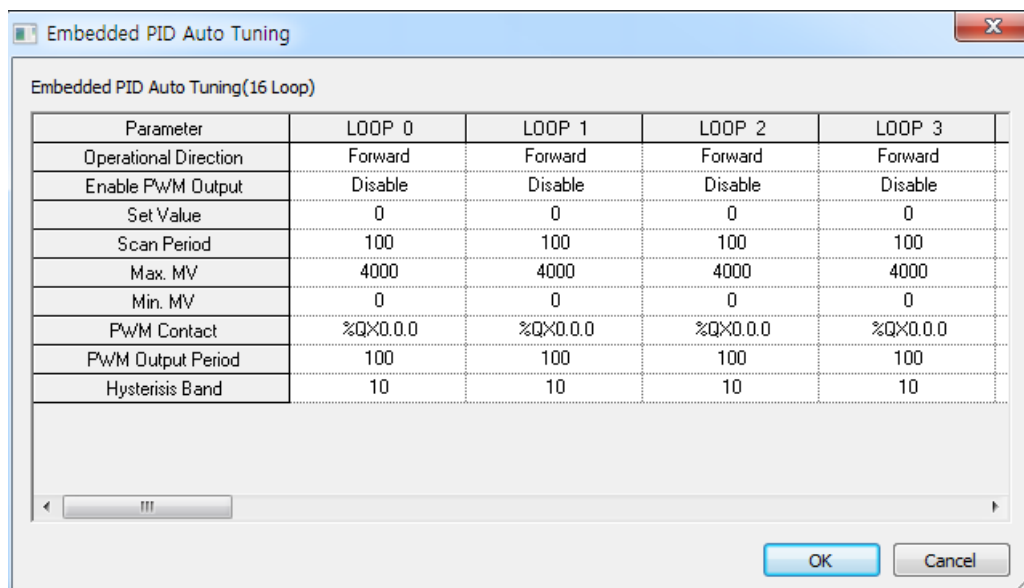 Embedded PID Auto Tuning
Embedded PID Auto Tuning(16 Loop)
Parameter LOOP 0 LOOP 1 LOOP 2 LOOP 3
Operational Direction Forward Forward Forward Forward
Enable PWM Output Disable Disable Disable Disable
Set Value 0 0 0 0
Scan Period 100 100 100 100
Max. MV 4000 4000 4000 4000
Min. MV 0 0 0 0
PWM Contact %QX0.0.0 %QX0.0.0 %QX0.0.0 %QX0.0.0
PWM Output Period 100 100 100 100
Hysterisis Band 10 10 10 10
OK Cancel